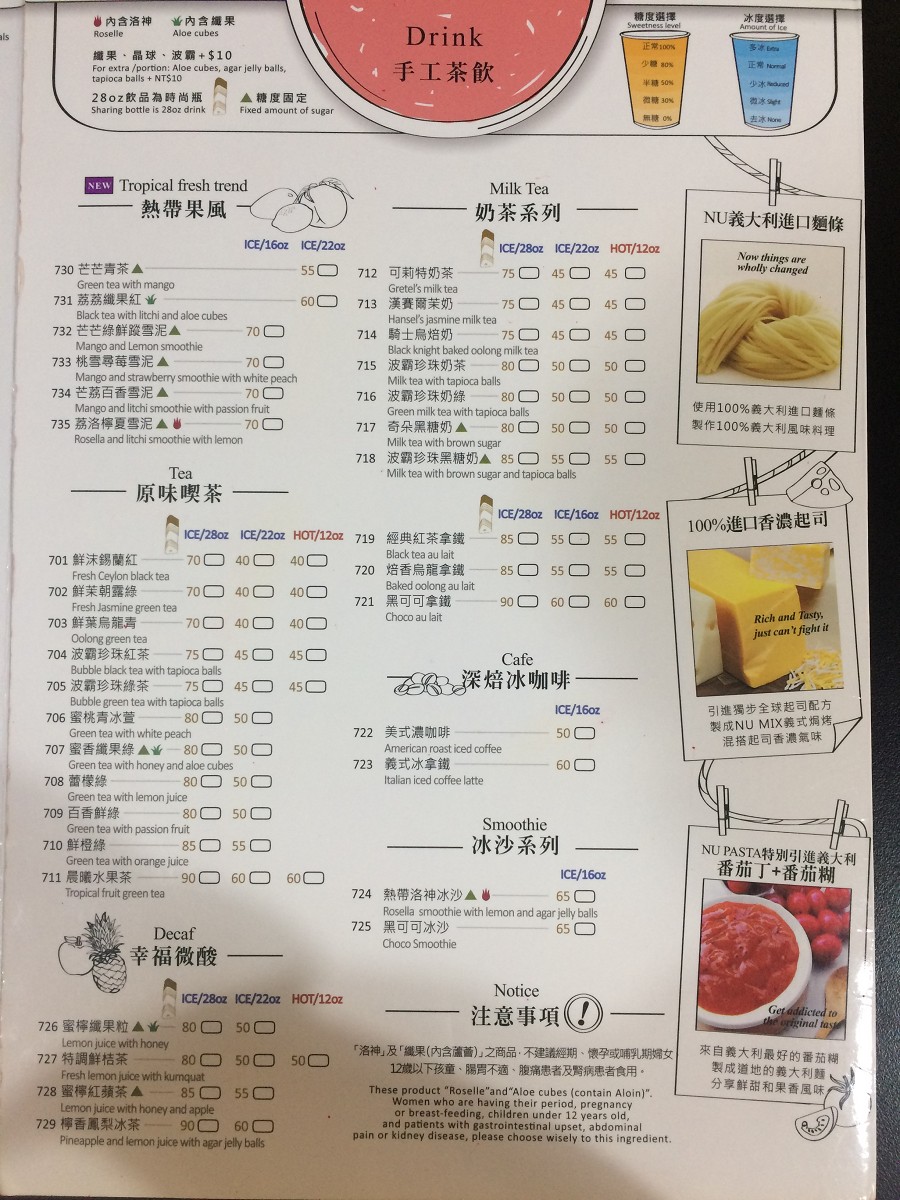 als
內含洛神 內含纖果
Roselle Aloe cubes
纖果、晶球、波霸+$10
For extra /portion: Aloe cubes, agar jelly balls,
tapioca balls + NT$10
28oz飲品為時尚瓶 ▲糖度固定
Sharing bottle is 28oz drink Fixed amount of sugar
Drink
手工茶飲
糖度選擇
Sweetness level
正常100%
少糖 80%
半糖 50%
微糖 30%
無糖 0%
冰度選擇
Amount of Ice
多冰 Extra
正常 Normal
少冰 Reduced
微冰 Slight
去冰 None
NEW Tropical fresh trend
熱帶果風
ICE/16oz ICE/22oz
730 芒芒青茶▲ 55
Green tea with mango
731 荔荔纖果紅 60
Black tea with litchi and aloe cubes
732 芒芒綠鮮蹤雪泥▲ 70
Mango and Lemon smoothie
733 桃雪尋莓雪泥▲ 70
Mango and strawberry smoothie with white peach
734 芒荔百香雪泥▲ 70
Mango and litchi smoothie with passion fruit
735 荔洛檸夏雪泥▲ 70
Rosella and litchi smoothie with lemon
Tea
原味喫茶
ICE/28oz ICE/22oz HOT/12oz
701 鮮沫錫蘭紅 70 40 40
Fresh Ceylon black tea
702 鮮茉朝露綠 70 40 40
Fresh Jasmine green tea
703 鮮葉烏龍青 70 40 40
Oolong green tea
704 波霸珍珠紅茶 75 45 45
Bubble black tea with tapioca balls
705 波霸珍珠綠茶 75 45 45
Bubble green tea with tapioca balls
706 蜜桃青冰萱 80 50
Green tea with white peach
707 蜜香纖果綠▲ 80 50
Green tea with honey and aloe cubes
708 蕾檬綠 80 50
Green tea with lemon juice
709 百香鮮綠 80 50
Green tea with passion fruit
710 鮮橙綠 85 55
Green tea with orange juice
711 晨曦水果茶 90 60 60
Tropical fruit green tea
Decaf
幸福微酸
ICE/28oz ICE/22oz HOT/12oz
726 蜜檸纖果粒▲ 80 50
Lemon juice with honey
727 特調鮮桔茶 80 50 50
Fresh lemon juice with kumquat
728 蜜檸紅蘋茶▲ 85 55
Lemon juice with honey and apple
729 檸香鳳梨冰茶 90 60
Pineapple and lemon juice with agar jelly balls
Milk Tea
奶茶系列
ICE/28oz ICE/22oz HOT/12oz
712 可莉特奶茶 75 45 45
Gretel's milk tea
713 漢賽爾茉奶 75 45 45
Hansel's jasmine milk tea
714 騎士烏焙奶 75 45 45
Black knight baked oolong milk tea
715 波霸珍珠奶茶 80 50 50
Milk tea with tapioca balls
716 波霸珍珠奶綠 80 50 50
Green milk tea with tapioca balls
717 奇朵黑糖奶▲ 80 50 50
Milk tea with brown sugar
718 波霸珍珠黑糖奶▲ 85 55 55
Milk tea with brown sugar and tapioca balls
ICE/28oz ICE/16oz HOT/12oz
719 經典紅茶拿鐵 85 55 55
Black tea au lait
720 焙香烏龍拿鐵 85 55 55
Baked oolong au lait
721 黑可可拿鐵 90 60 60
Choco au lait
Cafe
深焙冰咖啡
ICE/16oz
722 美式濃咖啡 50
American roast iced coffee
723 義式冰拿鐵 60
Italian iced coffee latte
Smoothie
冰沙系列
ICE/16oz
724 熱帶洛神冰沙▲ 65
Rosella smoothie with lemon and agar jelly balls
725 黑可可冰沙 65
Choco Smoothie
Notice
注意事項 !
「洛神」及「纖果(內含蘆薈)」之商品,不建議經期、懷孕或哺乳期婦女
12歲以下孩童、腸胃不適、腹痛患者及腎病患者食用。
These product "Roselle"and"Aloe cubes (contain Aloin)".
Women who are having their period, pregnancy
or breast-feeding, children under 12 years old,
and patients with gastrointestinal upset, abdominal
pain or kidney disease, please choose wisely to this ingredient.
NU義大利進口麵條
Now things are
wholly changed
使用100%義大利進口麵條
製作100%義大利風味料理
100%進口香濃起司
Rich and Tasty,
just can't fight it
引進獨步全球起司配方
製成NU MIX義式焗烤
混搭起司香濃氣味
NU PASTA特別引進義大利
番茄丁+番茄糊
Get addicted to
the original taste
來自義大利最好的番茄糊
製成道地的義大利麵
分享鮮甜和果香風味